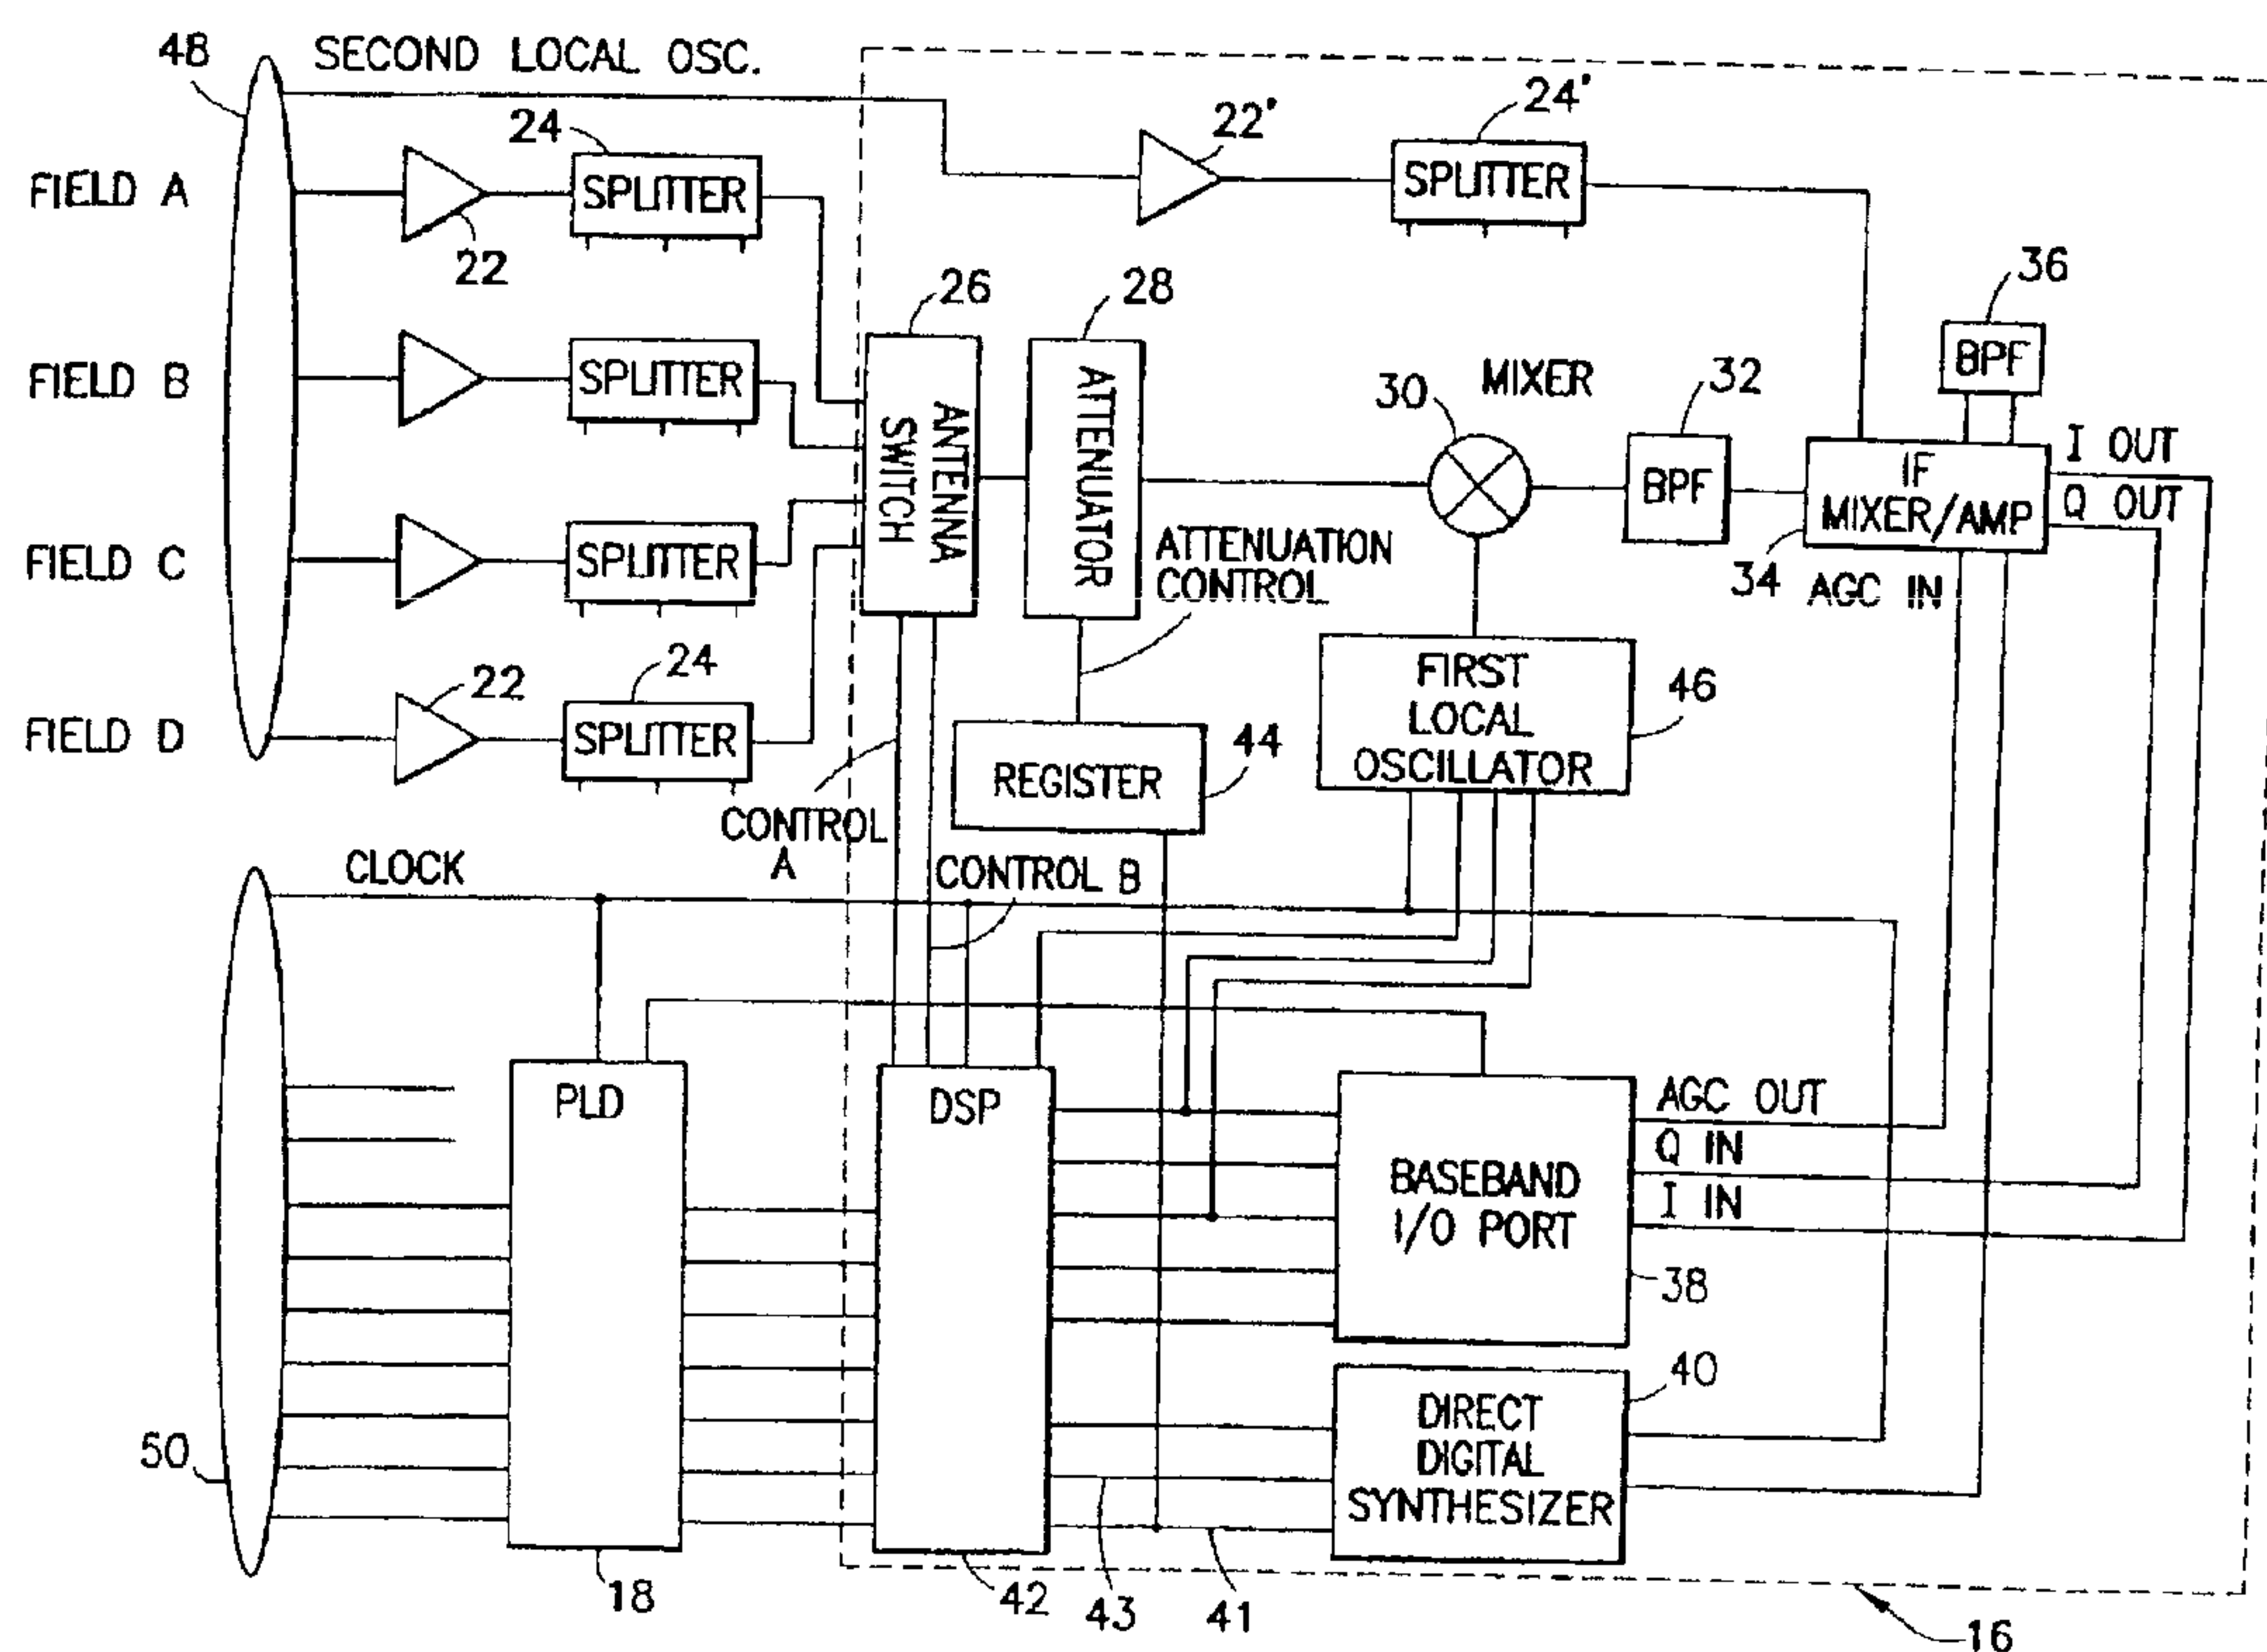 48
SECOND LOCAL OSC.
24
22'
24'
FIELD A
SPLITTER
SPLITTER
22
26
28
36
BPF
FIELD B
SPLITTER
ANTENNA
SWITCH
ATTENUATOR
30
MIXER
32
BPF
IF
MIXER/AMP
I OUT
Q OUT
FIELD C
SPLITTER
ATTENUATION
CONTROL
34
AGC IN
22
24
FIELD D
SPLITTER
FIRST
LOCAL
OSCILLATOR
46
REGISTER
44
CONTROL
A
CLOCK
CONTROL B
PLD
DSP
BASEBAND
I/O PORT
AGC OUT
Q IN
I IN
38
40
DIRECT
DIGITAL
SYNTHESIZER
50
18
42
43
41
16